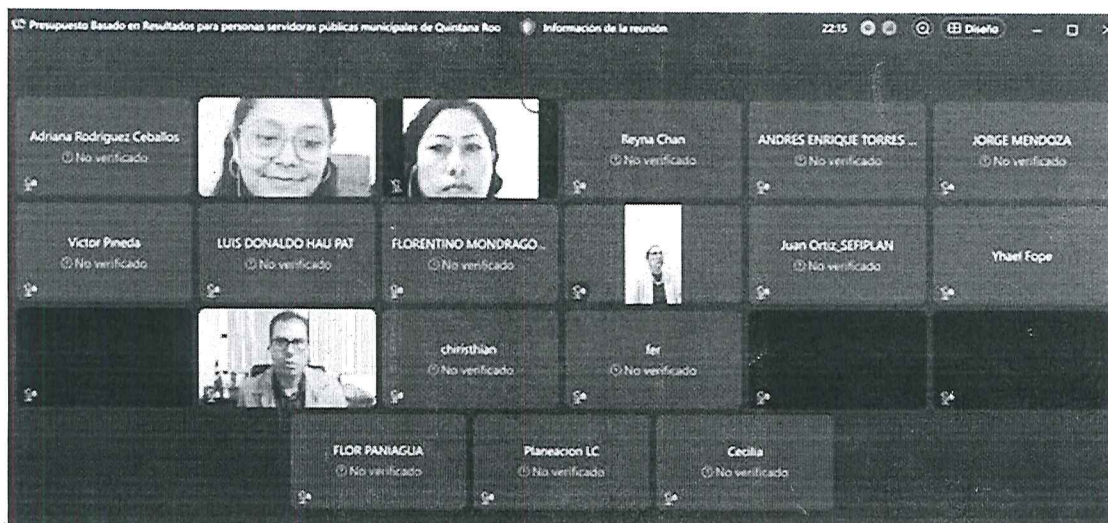 Presupuesto Basado en Resultados para personas servidoras públicas municipales de Quintana Roo Información de la reunión 22:15 Diseño
Adriana Rodriguez Ceballos
No verificado
Reyna Chan
No verificado
ANDRES ENRIQUE TORRES ...
No verificado
JORGE MENDOZA
No verificado
Victor Pineda
No verificado
LUIS DONALDO HAU PAT
No verificado
FLORENTINO MONDRAGO...
No verificado
Juan Ortiz_SEFIPLAN
No verificado
Yhael Fope
chiristhian
No verificado
fer
No verificado
FLOR PANIAGUA
No verificado
Planeacion LC
No verificado
Cecilia
No verificado